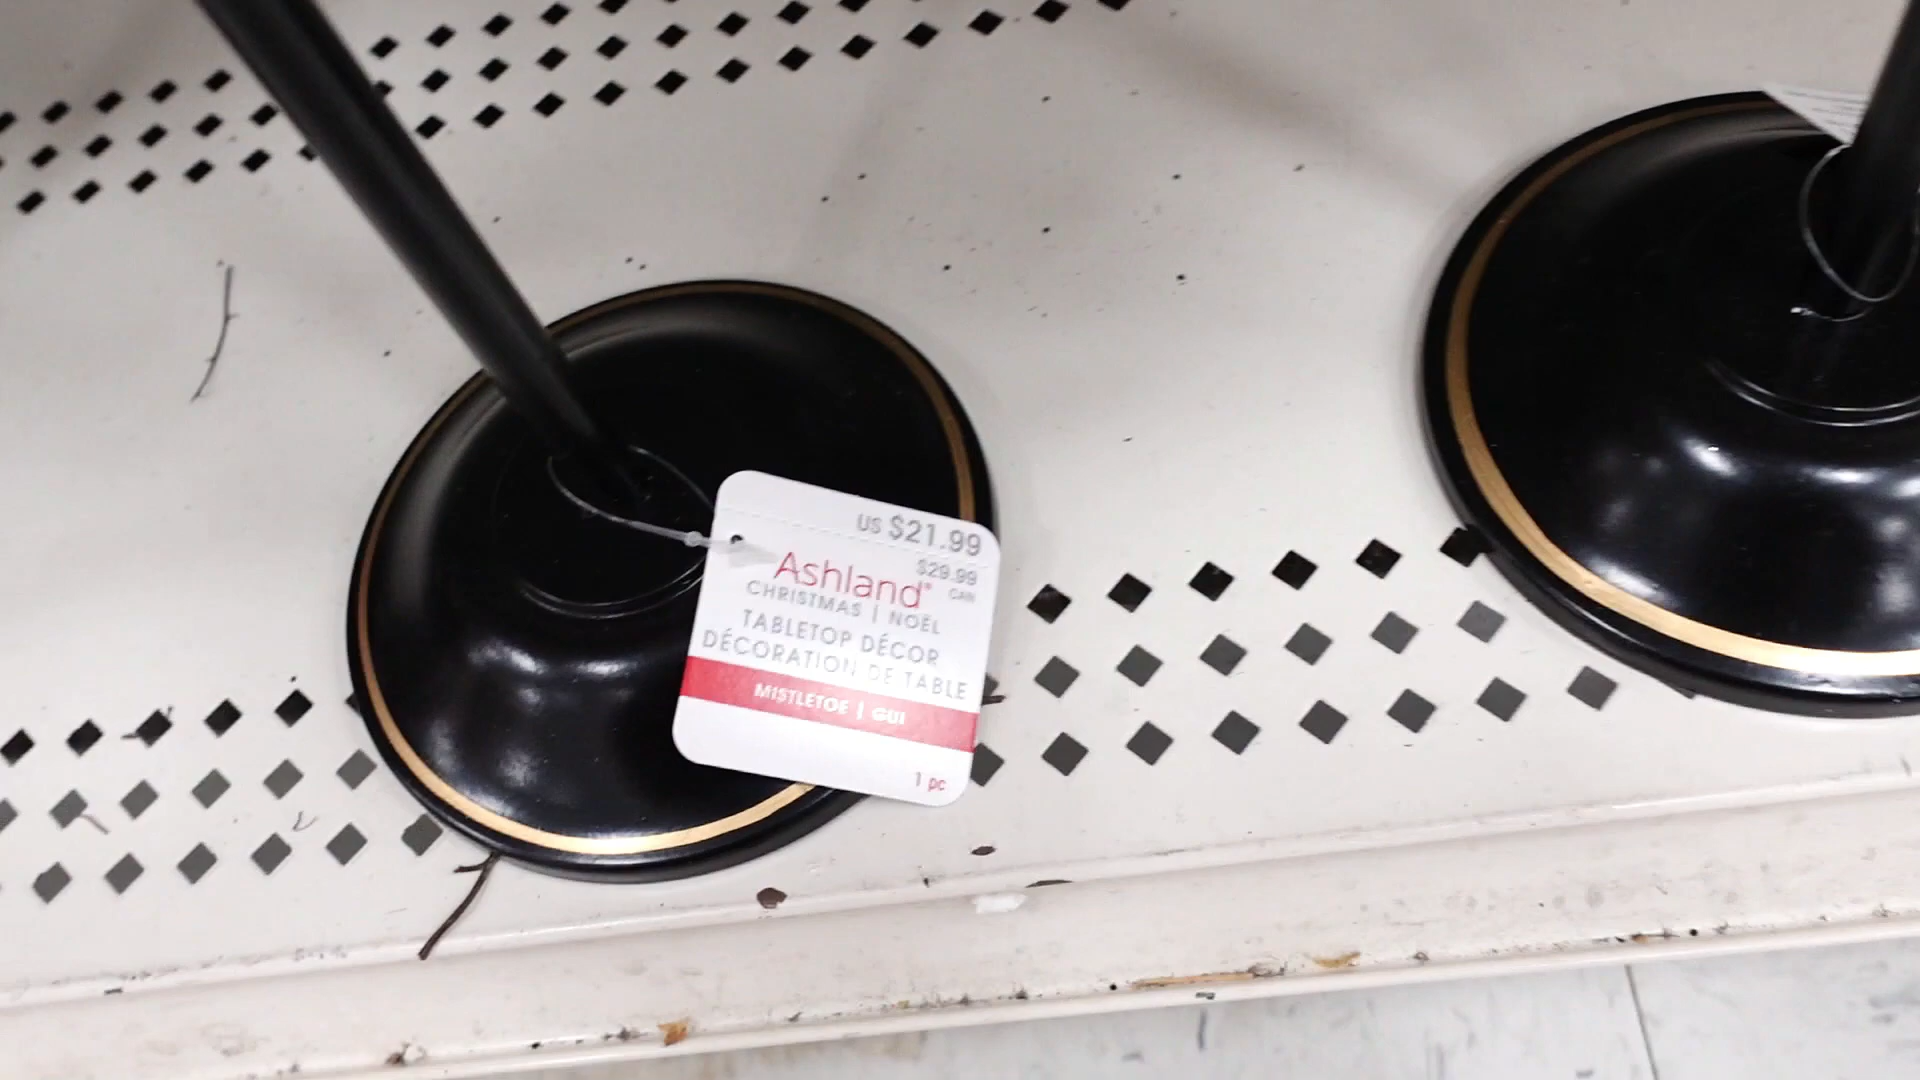 US $21.99
$29.99
CAN
Ashland®
CHRISTMAS | NOËL
TABLETOP DÉCOR
DÉCORATION DE TABLE
MISTLETOE | GUI
1 pc